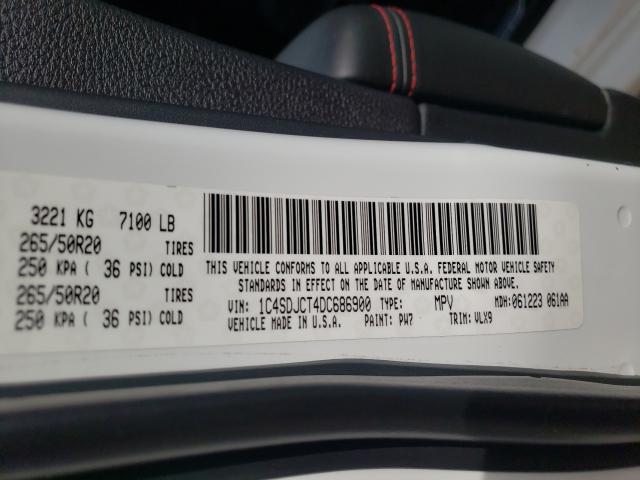 3221 KG 7100 LB
265/50R20 TIRES
250 KPA ( 36 PSI) COLD
265/50R20 TIRES
250 KPA ( 36 PSI) COLD
THIS VEHICLE CONFORMS TO ALL APPLICABLE U.S.A. FEDERAL MOTOR VEHICLE SAFETY
STANDARDS IN EFFECT ON THE DATE OF MANUFACTURE SHOWN ABOVE.
VIN: 1C4SDJCT4DC686900 TYPE: MPV MDH:061223 061AA
VEHICLE MADE IN U.S.A. PAINT: PW7 TRIM: VLX9